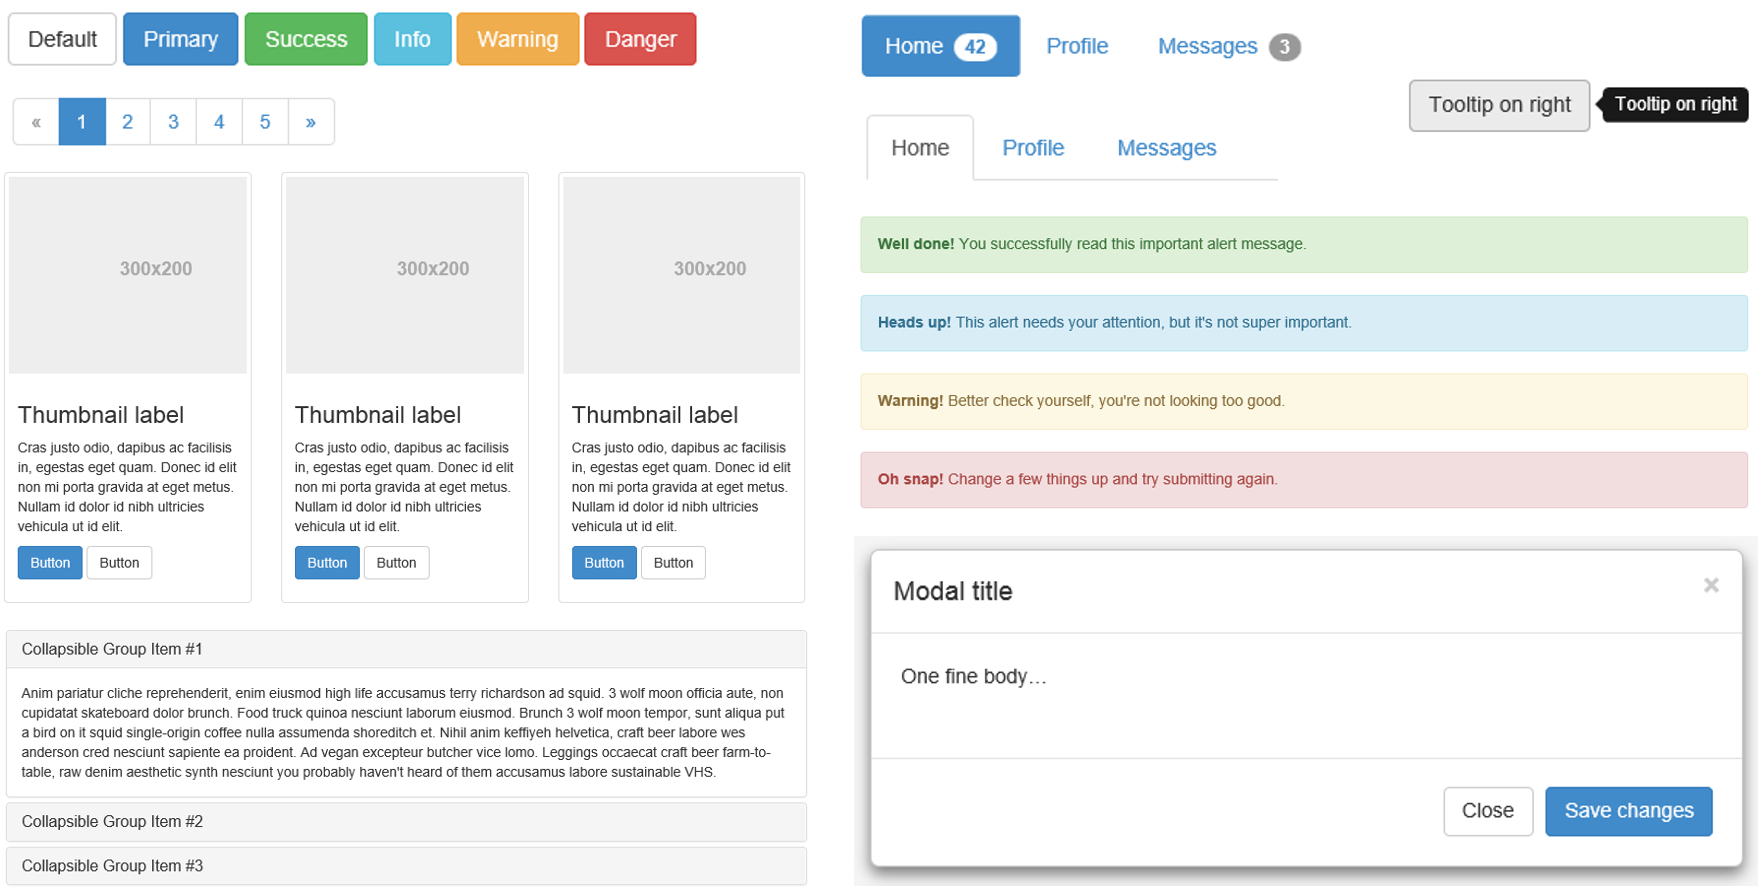 Default Primary Success Info Warning Danger
« 1 2 3 4 5 »
300x200
Thumbnail label
Cras justo odio, dapibus ac facilisis
in, egestas eget quam. Donec id elit
non mi porta gravida at eget metus.
Nullam id dolor id nibh ultricies
vehicula ut id elit.
Button Button
300x200
Thumbnail label
Cras justo odio, dapibus ac facilisis
in, egestas eget quam. Donec id elit
non mi porta gravida at eget metus.
Nullam id dolor id nibh ultricies
vehicula ut id elit.
Button Button
300x200
Thumbnail label
Cras justo odio, dapibus ac facilisis
in, egestas eget quam. Donec id elit
non mi porta gravida at eget metus.
Nullam id dolor id nibh ultricies
vehicula ut id elit.
Button Button
Collapsible Group Item #1
Anim pariatur cliche reprehenderit, enim eiusmod high life accusamus terry richardson ad squid. 3 wolf moon officia aute, non
cupidatat skateboard dolor brunch. Food truck quinoa nesciunt laborum eiusmod. Brunch 3 wolf moon tempor, sunt aliqua put
a bird on it squid single-origin coffee nulla assumenda shoreditch et. Nihil anim keffiyeh helvetica, craft beer labore wes
anderson cred nesciunt sapiente ea proident. Ad vegan excepteur butcher vice lomo. Leggings occaecat craft beer farm-to-
table, raw denim aesthetic synth nesciunt you probably haven't heard of them accusamus labore sustainable VHS.
Collapsible Group Item #2
Collapsible Group Item #3
Home 42 Profile Messages 3
Tooltip on right Tooltip on right
Home Profile Messages
Well done! You successfully read this important alert message.
Heads up! This alert needs your attention, but it's not super important.
Warning! Better check yourself, you're not looking too good.
Oh snap! Change a few things up and try submitting again.
Modal title ×
One fine body…
Close Save changes